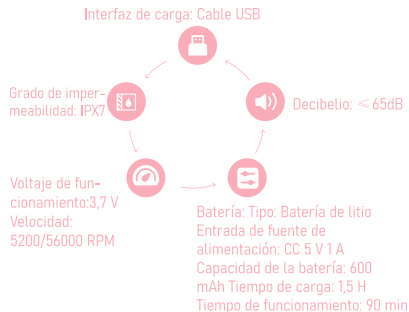 Interfaz de carga: Cable USB
Grado de imper-
meabilidad: IPX7
Decibelio: ≤65dB
Voltaje de fun-
cionamiento:3,7 V
Velocidad:
5200/56000 RPM
Batería: Tipo: Batería de litio
Entrada de fuente de
alimentación: CC 5 V 1 A
Capacidad de la batería: 600
mAh Tiempo de carga: 1,5 H
Tiempo de funcionamiento: 90 min